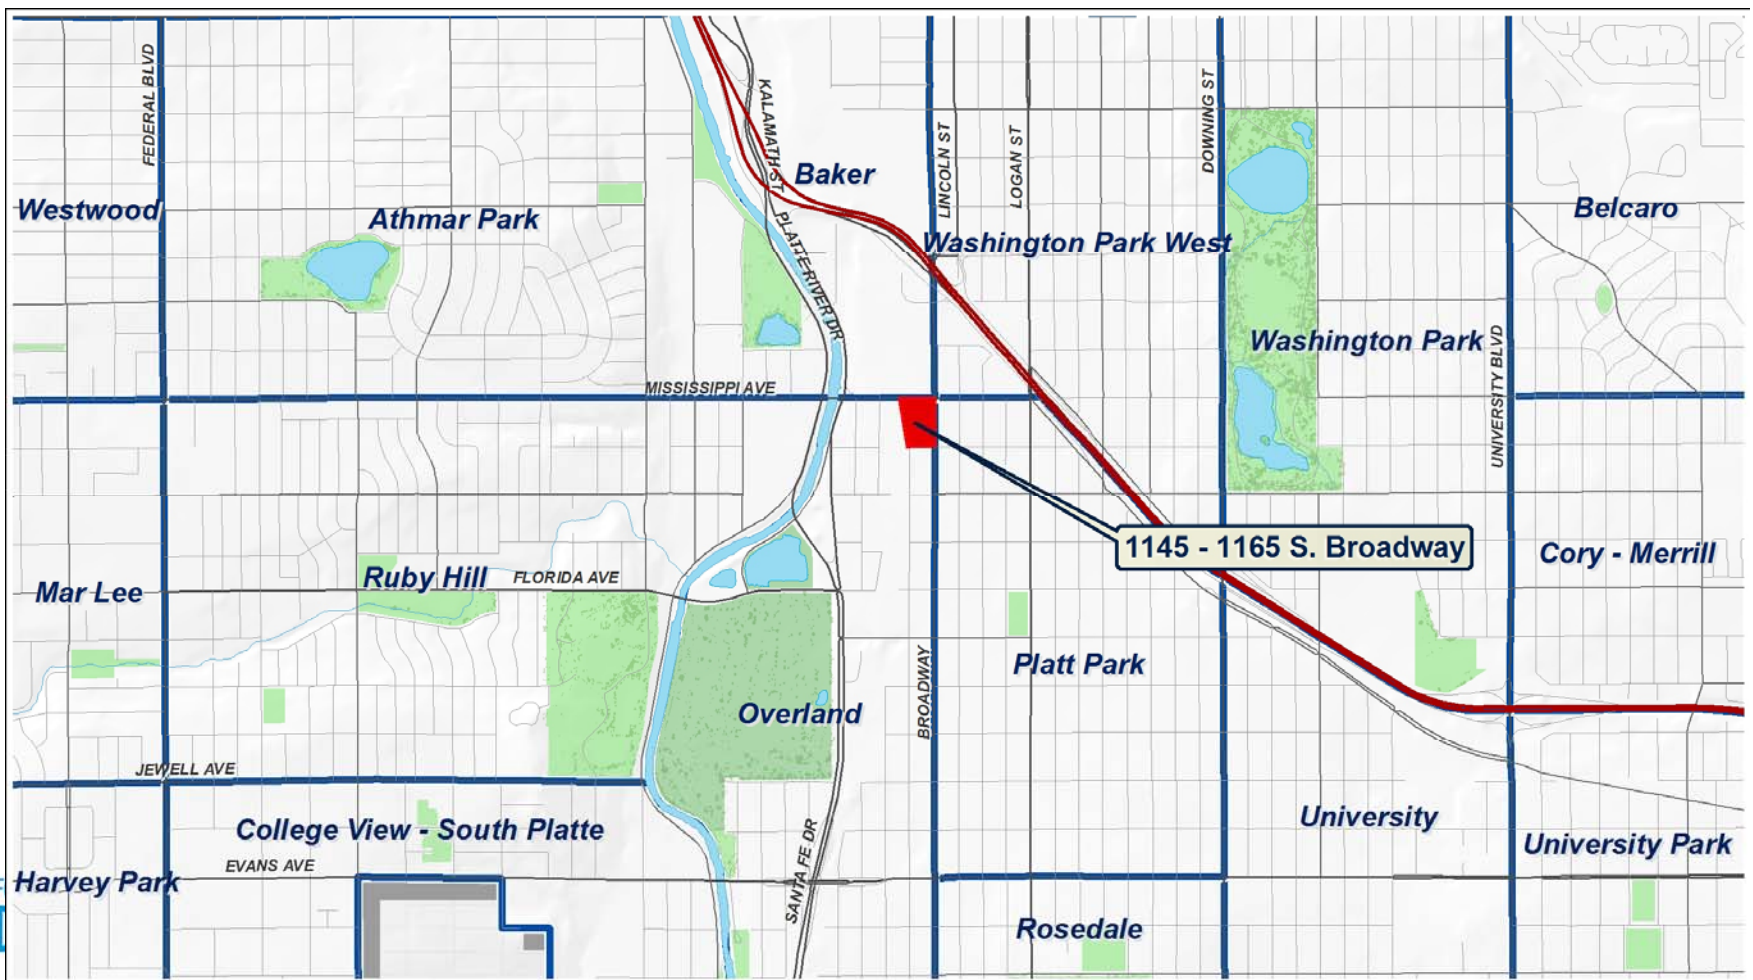 FEDERAL BLVD
KALAMATH ST
LINCOLN ST
LOGAN ST
DOWNING ST
Baker
Westwood
Athmar Park
Belcaro
PLATTE RIVER DR
Washington Park West
Washington Park
UNIVERSITY BLVD
MISSISSIPPI AVE
1145 - 1165 S. Broadway
Cory - Merrill
Mar Lee
Ruby Hill
FLORIDA AVE
Platt Park
BROADWAY
Overland
JEWELL AVE
College View - South Platte
University
University Park
EVANS AVE
SANTA FE DR
Harvey Park
Rosedale